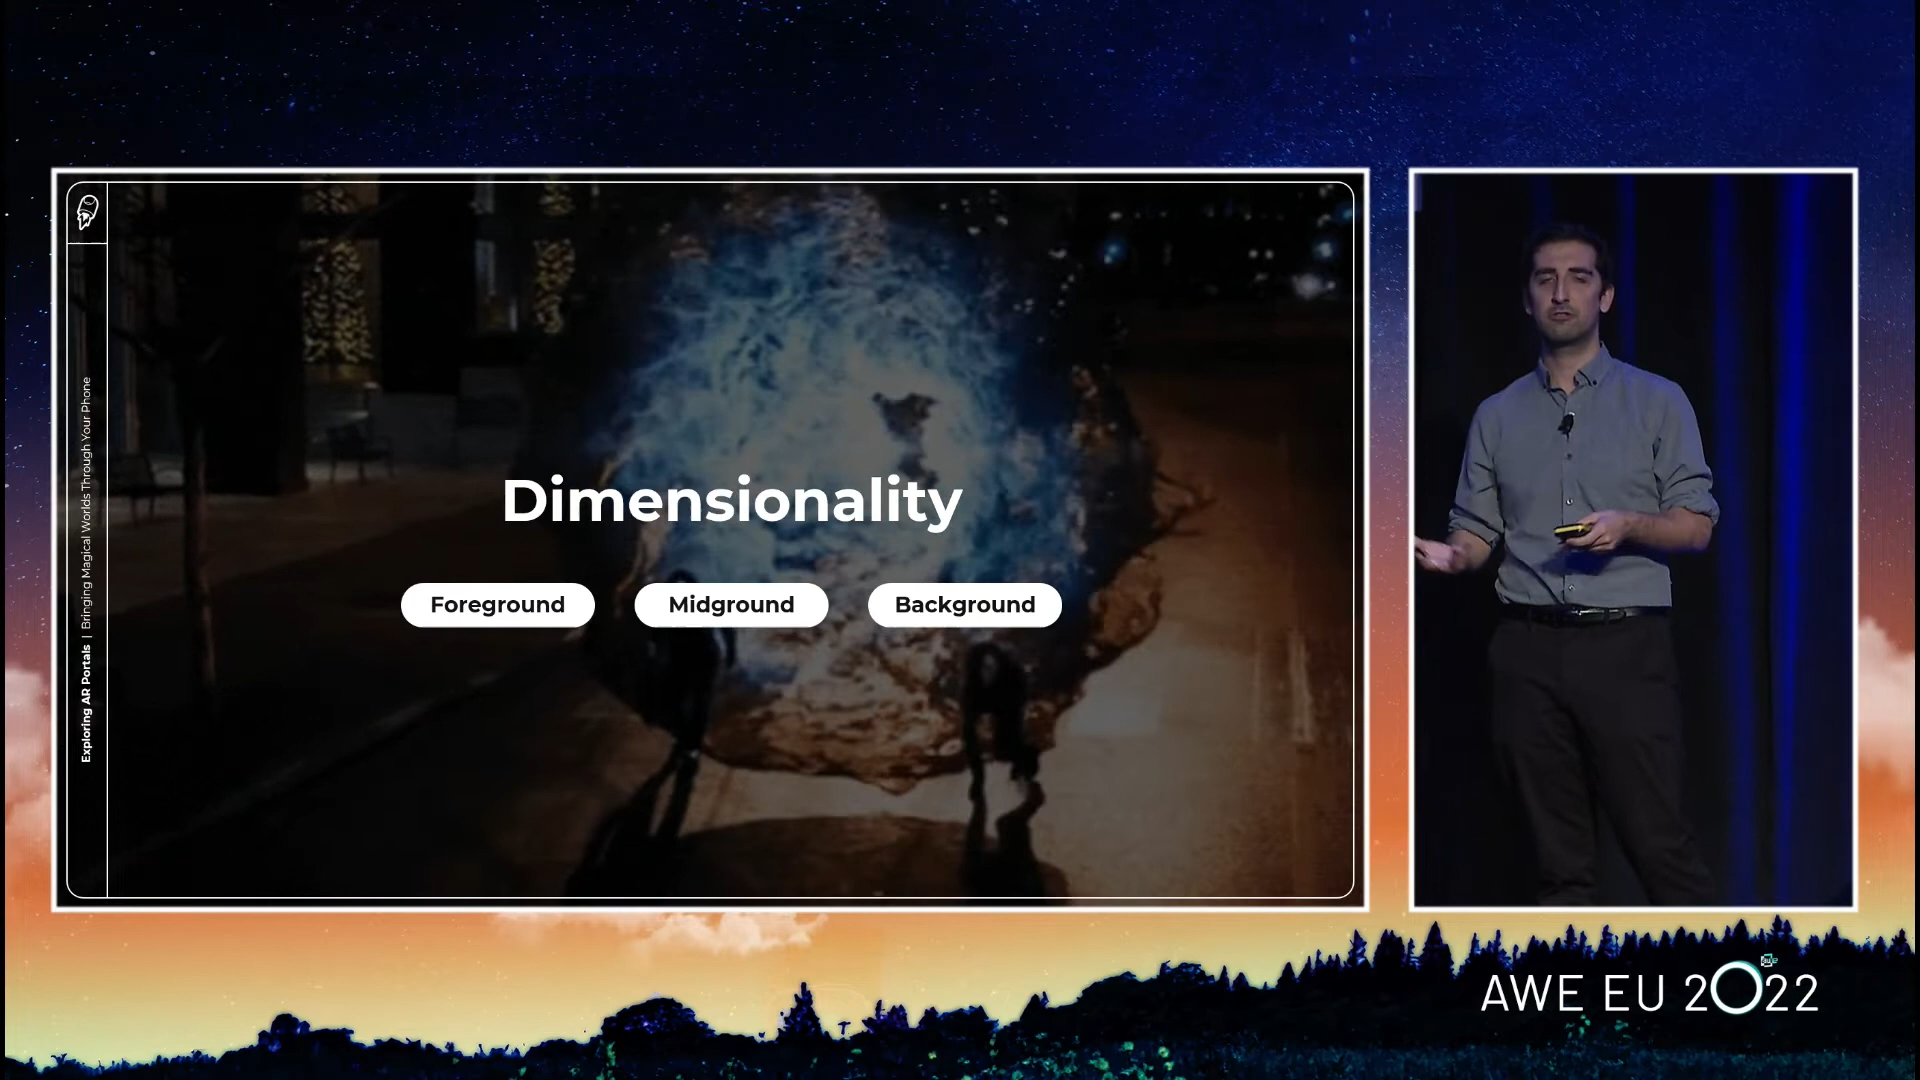 Exploring AR Portals | Bringing Magical Worlds Through Your Phone
Dimensionality
Foreground Midground Background
AWE EU 2022